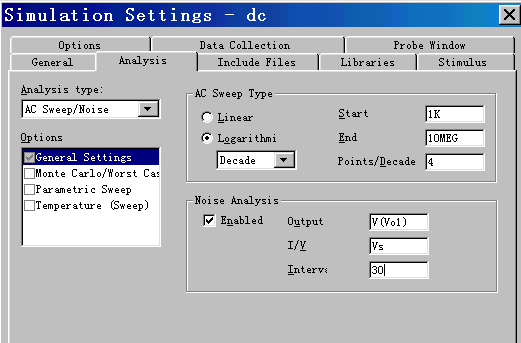 Simulation Settings - dc
Options
Data Collection
Probe Window
General
Analysis
Include Files
Libraries
Stimulus
Analysis type:
AC Sweep/Noise
Options
General Settings
Monte Carlo/Worst Cas
Parametric Sweep
Temperature (Sweep)
AC Sweep Type
Linear
Logarithmi
Decade
Start
1K
End
10MEG
Points/Decade
4
Noise Analysis
Enabled
Output
V(Vo1)
I/V
Vs
Interva
30